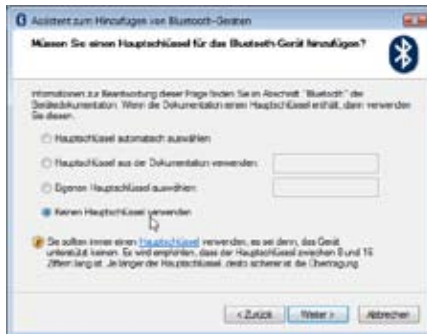 Assistent zum Hinzufügen von Bluetooth-Geräten
Müssen Sie einen Hauptschlüssel für das Bluetooth-Gerät hinzufügen?
Informationen zur Beantwortung dieser Frage finden Sie im Abschnitt "Bluetooth" der
Gerätedokumentation. Wenn die Dokumentation einen Hauptschlüssel enthält, dann verwenden
Sie diesen.
Hauptschlüssel automatisch auswählen
Hauptschlüssel aus der Dokumentation verwenden:
Eigenen Hauptschlüssel auswählen:
Keinen Hauptschlüssel verwenden
Sie sollten immer einen Hauptschlüssel verwenden, es sei denn, das Gerät
unterstützt keinen. Es wird empfohlen, dass der Hauptschlüssel zwischen 8 und 16
Ziffern lang ist. Je länger der Hauptschlüssel, desto sicherer ist die Übertragung.
< Zurück
Weiter >
Abbrechen